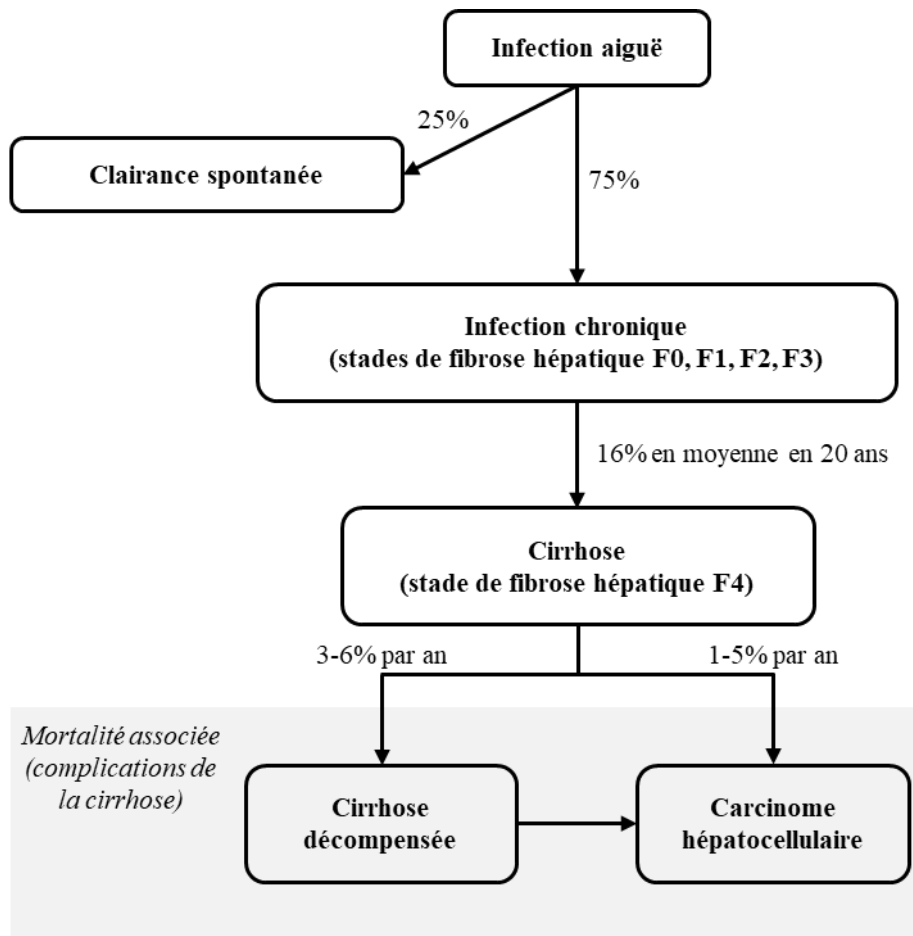 Infection aiguë
25%
Clairance spontanée
75%
Infection chronique
(stades de fibrose hépatique F0, F1, F2, F3)
16% en moyenne en 20 ans
Cirrhose
(stade de fibrose hépatique F4)
3-6% par an
1-5% par an
Mortalité associée
(complications de
la cirrhose)
Cirrhose
décompensée
Carcinome
hépatocellulaire